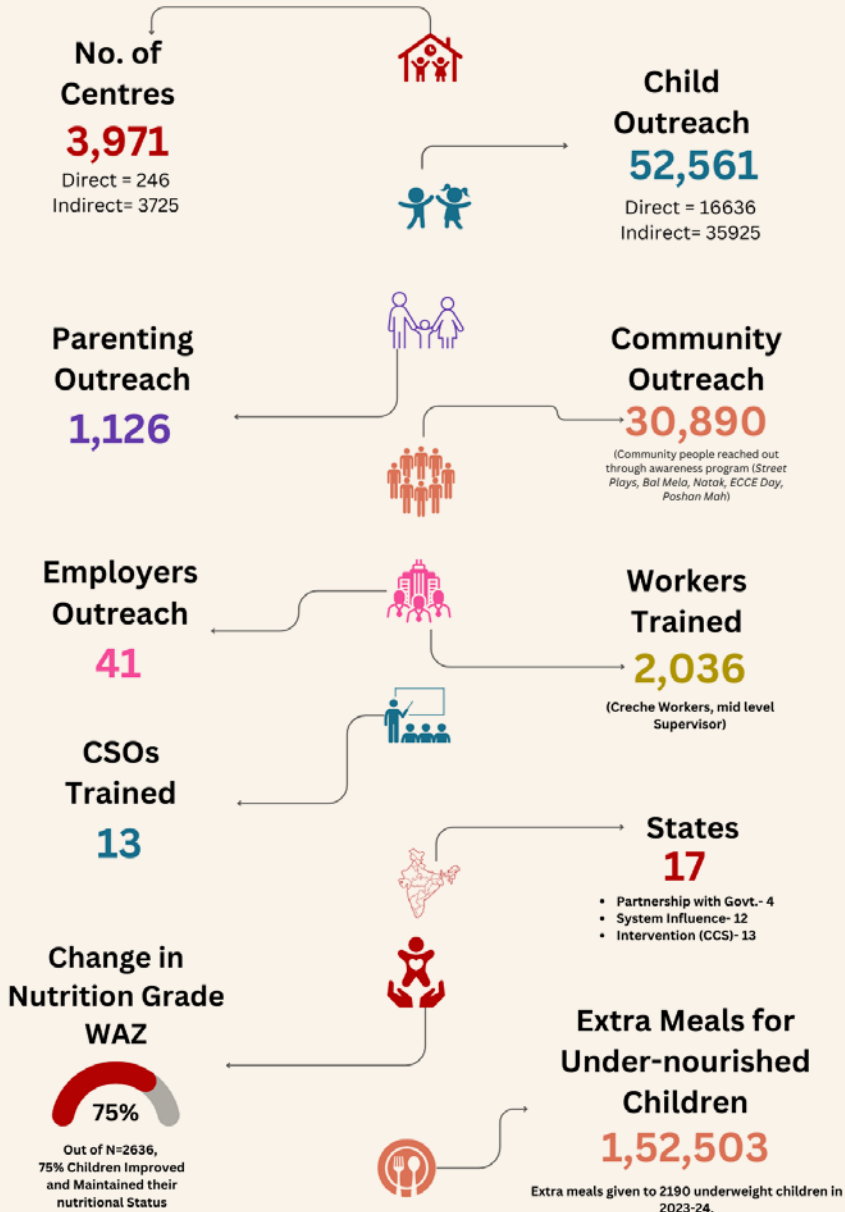 No. of
Centres
3,971
Direct = 246
Indirect= 3725
Child
Outreach
52,561
Direct = 16636
Indirect= 35925
Parenting
Outreach
1,126
Community
Outreach
30,890
(Community people reached out
through awareness program (Street
Plays, Bal Mela, Natak, ECCE Day,
Poshan Mah)
Employers
Outreach
41
Workers
Trained
2,036
(Creche Workers, mid level
Supervisor)
CSOs
Trained
13
States
17
• Partnership with Govt.- 4
• System Influence- 12
• Intervention (CCS)- 13
Change in
Nutrition Grade
WAZ
75%
Out of N=2636,
75% Children Improved
and Maintained their
nutritional Status
Extra Meals for
Under-nourished
Children
1,52,503
Extra meals given to 2190 underweight children in
2023-24.